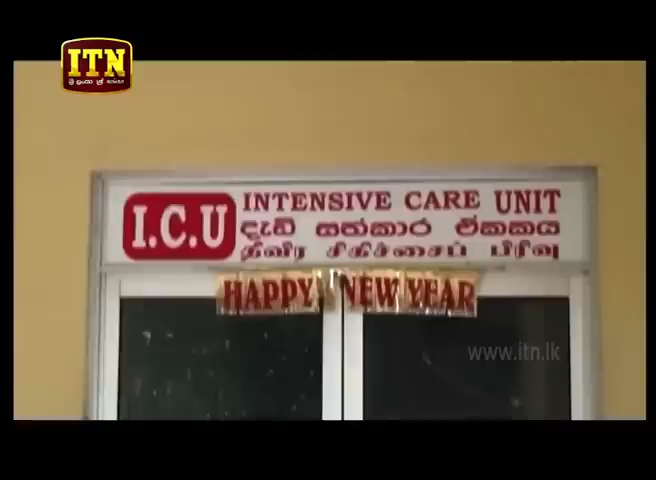 ITN
I.C.U
INTENSIVE CARE UNIT
දැඩි සත්කාර ඒකකය
தீவிர சிகிச்சைப் பிரிவு
HAPPY NEW YEAR
www.itn.lk